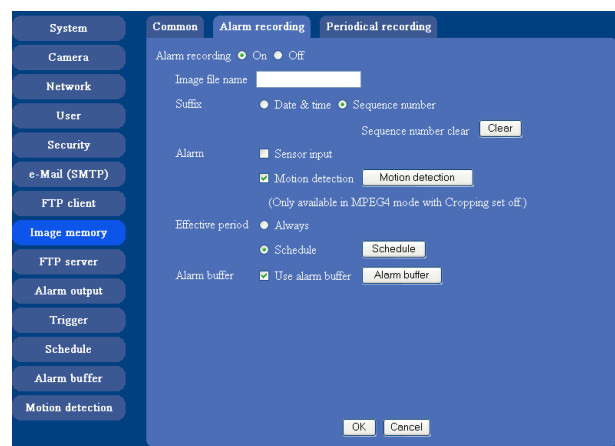 System
Camera
Network
User
Security
e-Mail (SMTP)
FTP client
Image memory
FTP server
Alarm output
Trigger
Schedule
Alarm buffer
Motion detection
Common Alarm recording Periodical recording
Alarm recording On Off
Image file name
Suffix Date & time Sequence number
Sequence number clear Clear
Alarm Sensor input
Motion detection Motion detection
(Only available in MPEG4 mode with Cropping set off.)
Effective period Always
Schedule Schedule
Alarm buffer Use alarm buffer Alarm buffer
OK Cancel